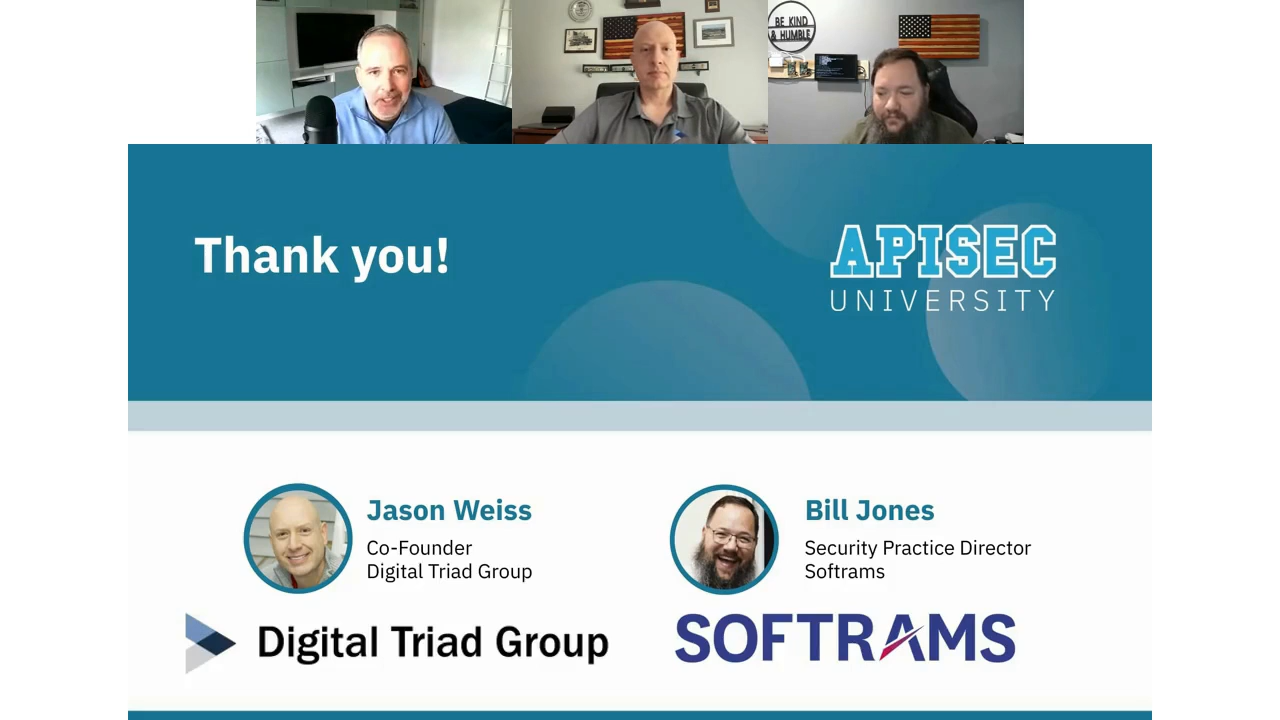 BE KIND
& HUMBLE
Thank you!
APISEC
UNIVERSITY
Jason Weiss
Co-Founder
Digital Triad Group
Bill Jones
Security Practice Director
Softrams
Digital Triad Group
SOFTRAMS